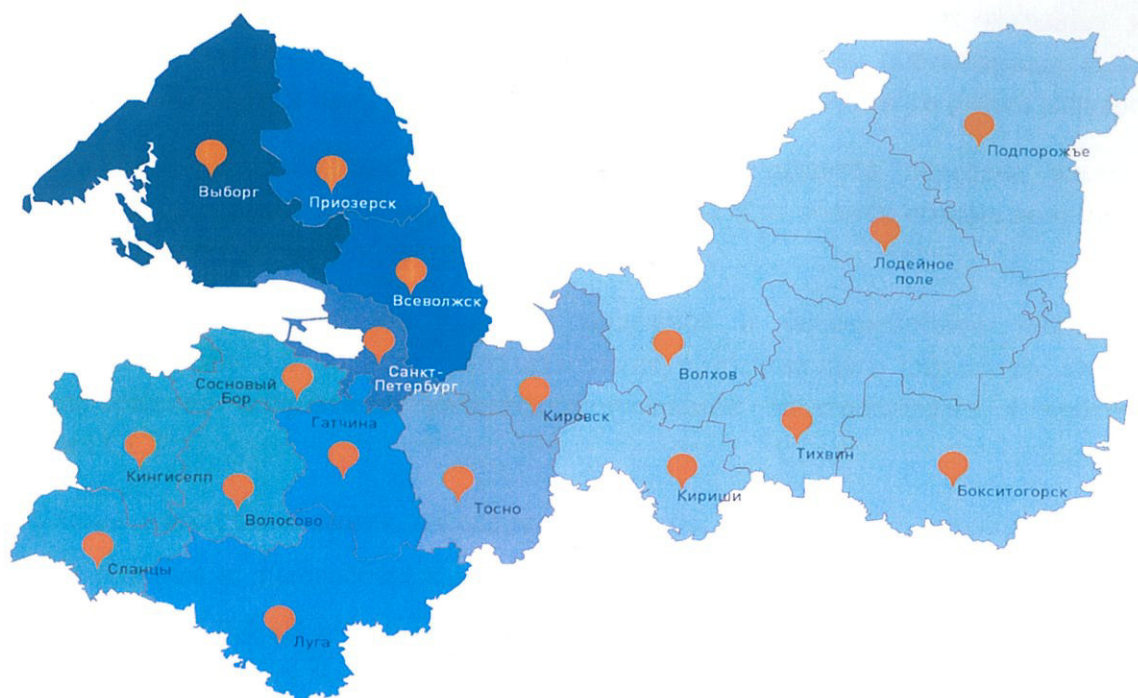 Подпорожье
Выборг
Приозерск
Лодейное
поле
Всеволжск
Санкт-
Петербург
Волхов
Сосновый
Бор
Гатчина
Кировск
Тихвин
Кингисепп
Кириши
Бокситогорск
Волосово
Тосно
Сланцы
Луга